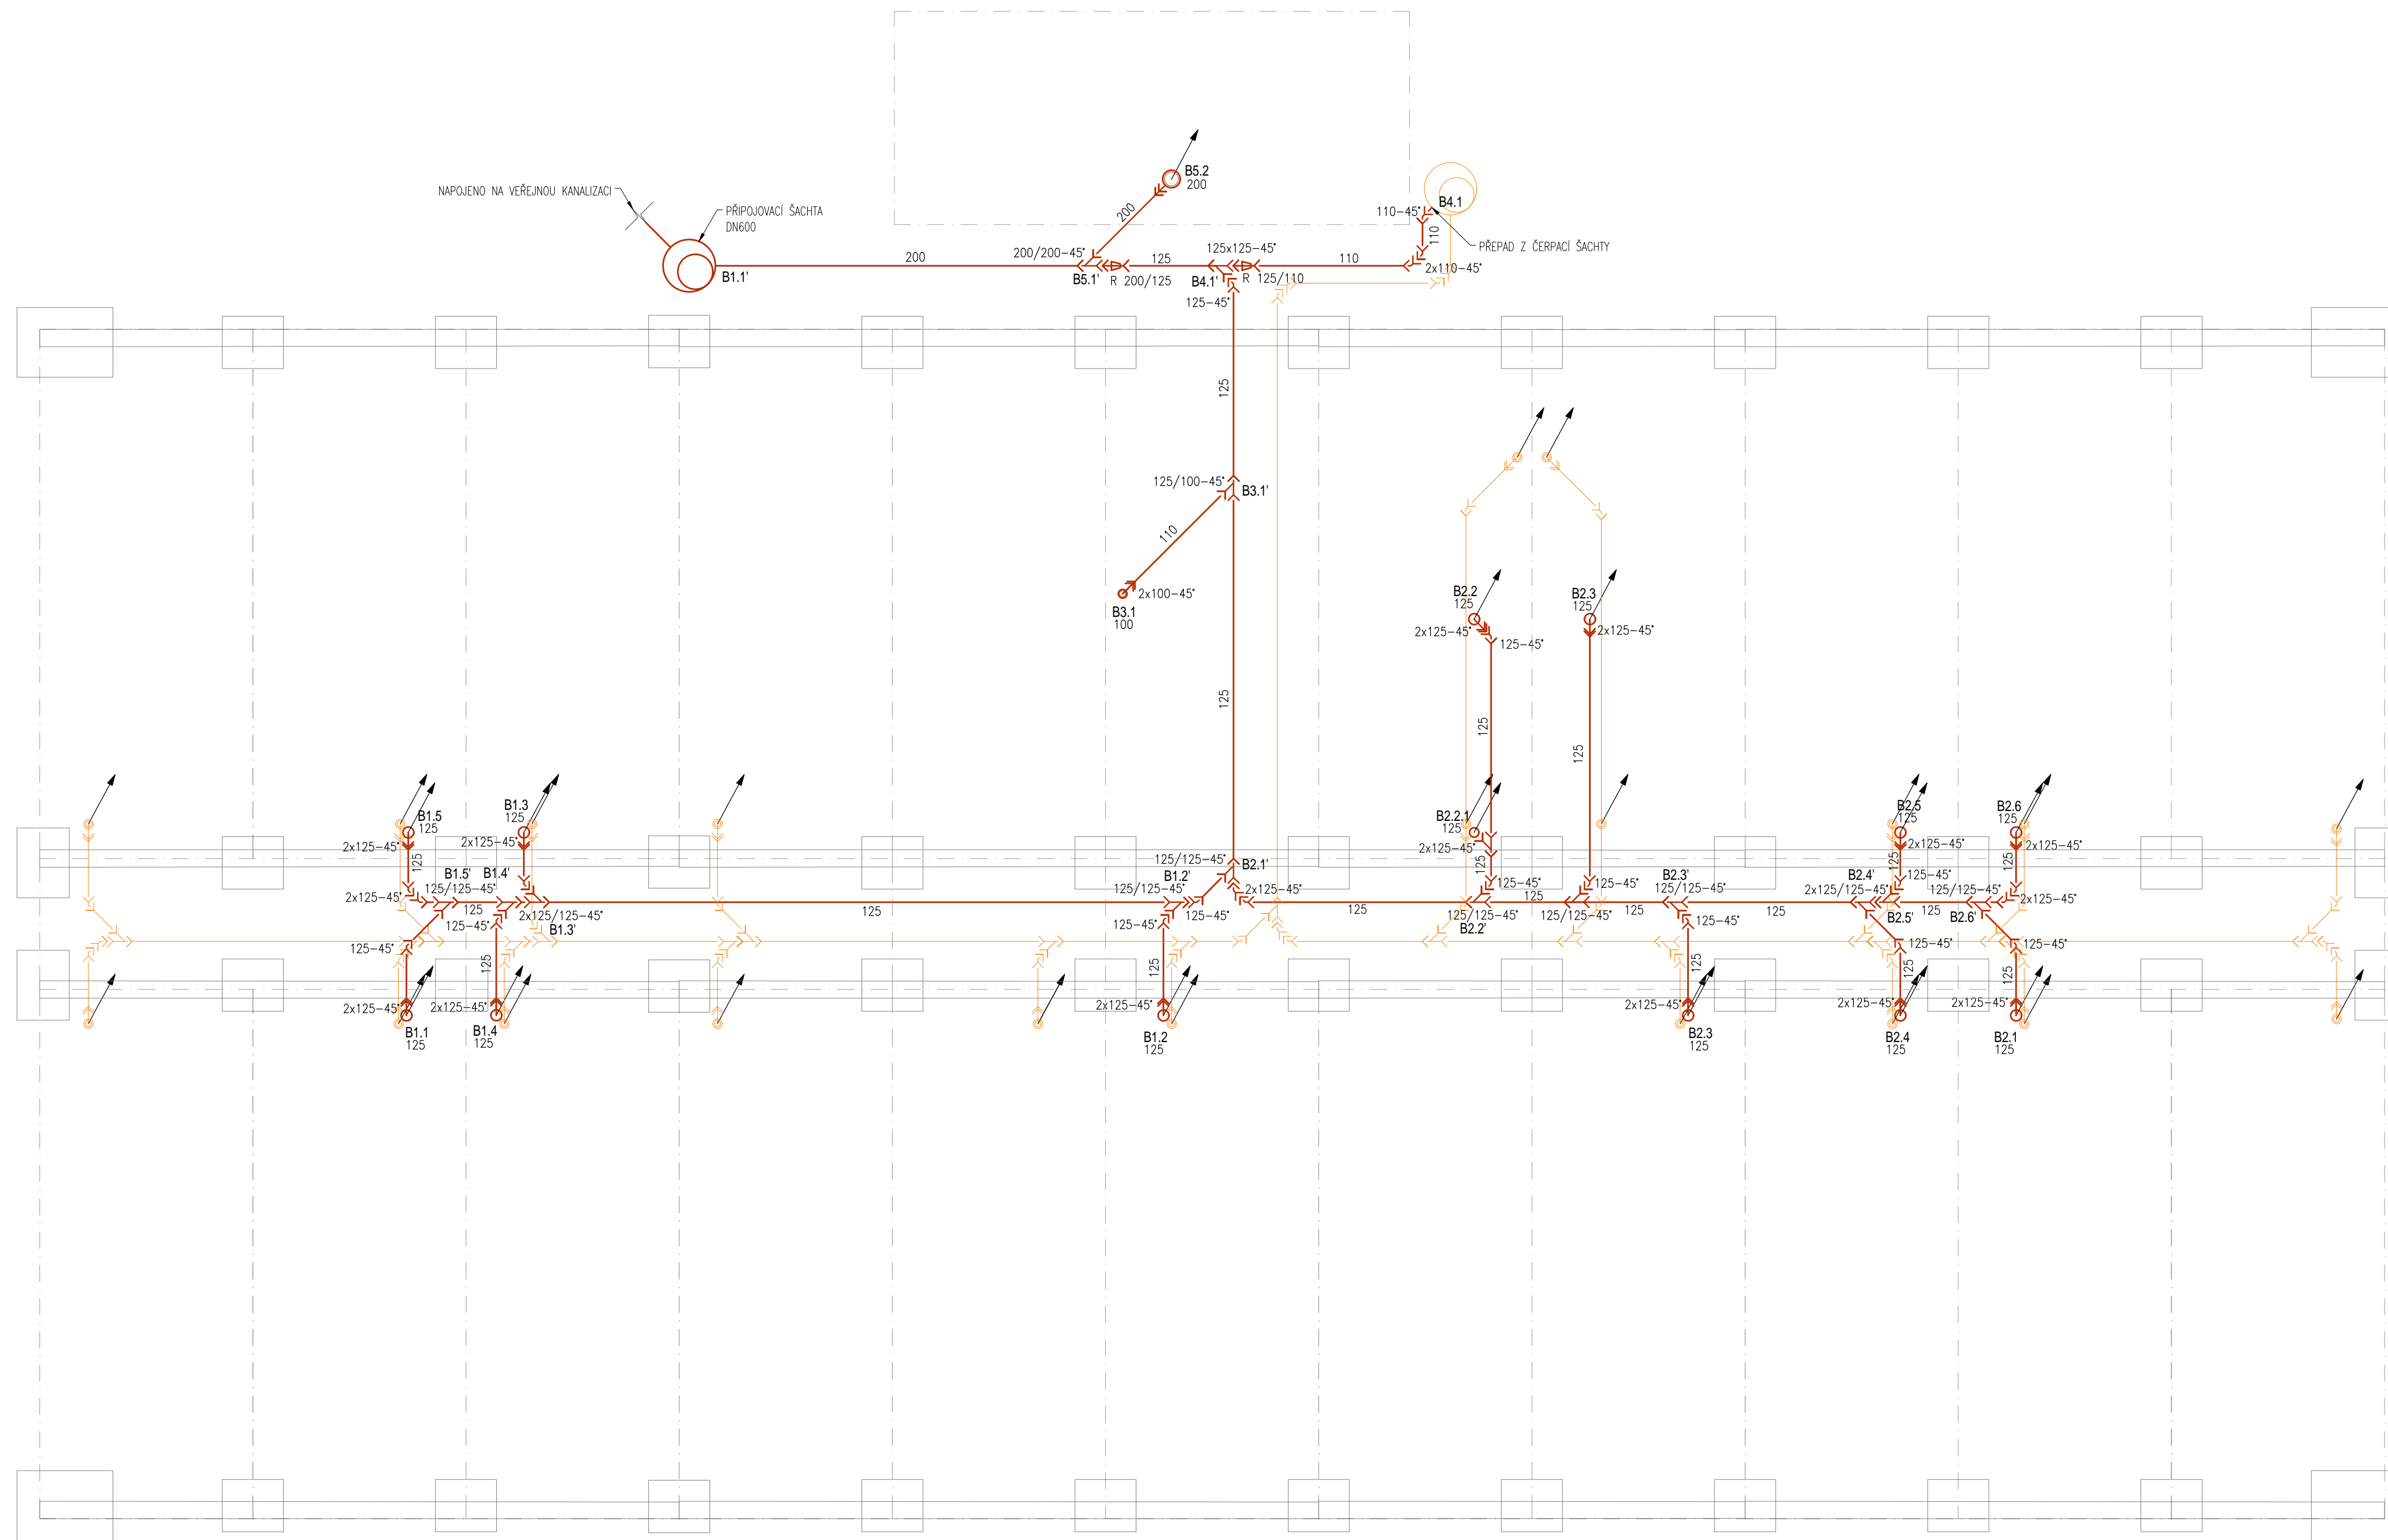 B5.2
200
NAPOJENO NA VEŘEJNOU KANALIZACI
PŘIPOJOVACÍ ŠACHTA
DN600
B1.1'
200
200
200/200-45°
B5.1'
R 200/125
125
125x125-45°
B4.1'
R 125/110
110
110-45°
B4.1
110
2x110-45°
PŘEPAD Z ČERPACÍ ŠACHTY
125-45°
125
125/100-45°
B3.1'
110
2x100-45°
B3.1
100
125
B2.2
125
2x125-45°
125-45°
125
B2.3
125
2x125-45°
125
B1.5
125
2x125-45°
125
2x125-45°
B1.5'
125/125-45°
B1.3
125
2x125-45°
B1.4'
125
2x125/125-45°
B1.3'
125-45°
125-45°
125
2x125-45°
B1.1
125
2x125-45°
B1.4
125
125
125/125-45°
B2.1'
B1.2'
125/125-45°
125-45°
125-45°
125
2x125-45°
B1.2
125
2x125-45°
125
B2.2.1
125
2x125-45°
125
125-45°
125
125/125-45°
B2.2'
125-45°
125/125-45°
125
B2.3'
125/125-45°
125-45°
125
2x125-45°
B2.3
125
125
B2.4'
2x125/125-45°
B2.5
125
2x125-45°
125
125-45°
B2.5'
125
125-45°
125
2x125-45°
B2.4
125
B2.6
125
2x125-45°
125
125/125-45°
2x125-45°
B2.6'
125-45°
125
2x125-45°
B2.1
125